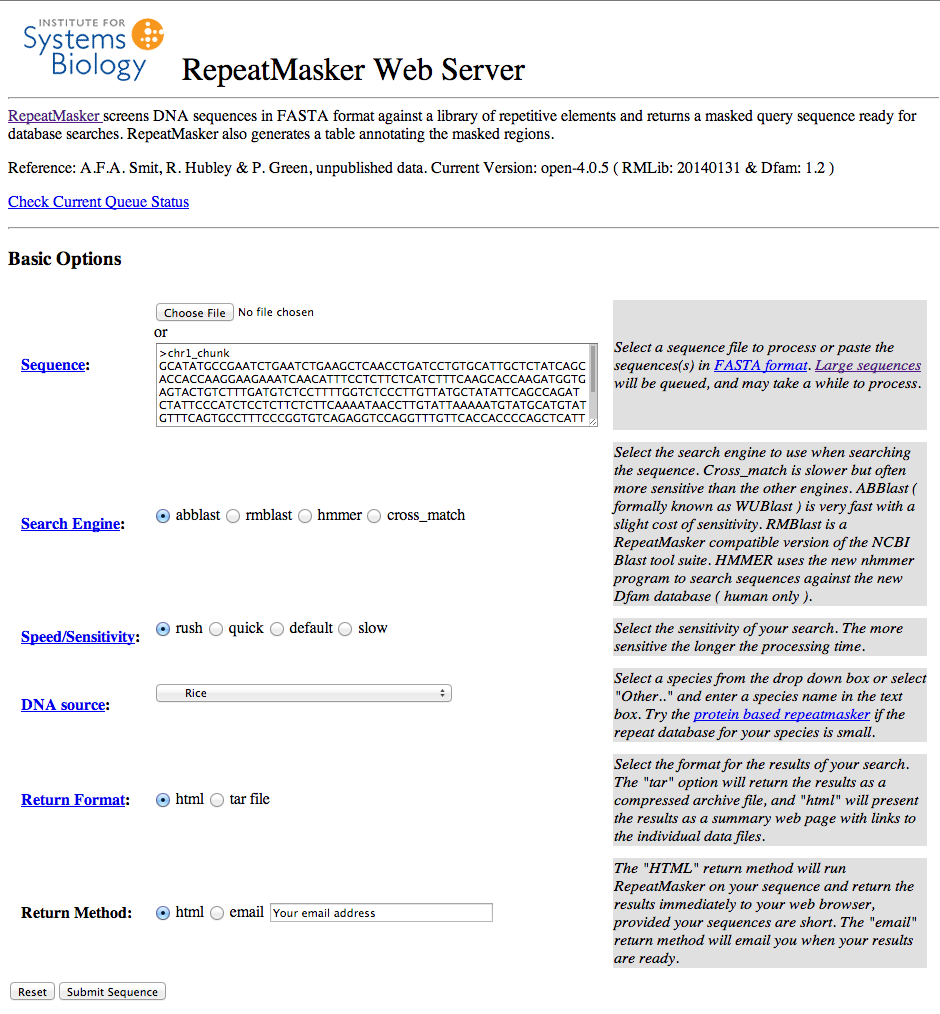 INSTITUTE FOR
Systems
Biology
RepeatMasker Web Server
RepeatMasker screens DNA sequences in FASTA format against a library of repetitive elements and returns a masked query sequence ready for
database searches. RepeatMasker also generates a table annotating the masked regions.
Reference: A.F.A. Smit, R. Hubley & P. Green, unpublished data. Current Version: open-4.0.5 ( RMLib: 20140131 & Dfam: 1.2 )
Check Current Queue Status
Basic Options
Choose File No file chosen
or
Sequence:
>chr1_chunk
GCATATGCCGAATCTGAATCTGAAGCTCAACCTGATCCTGTGCATTGCTCTATCAGC
ACCACCAAGGAAGAAATCAACATTTCCTCTTCTCATCTTTCAAGCACCAAGATGGTG
AGTACTGTCTTTGATGTCTCCTTTTGGTCTCCCTTGTTATGCTATATTCAGCCAGAT
CTATTCCCATCTCCTCTTCTCTTCAAAATAACCTTGTATTAAAAATGTATGCATGTAT
GTTTCAGTGCCTTTCCCGGTGTCAGAGGTCCAGGTTTGTTCACCACCCCAGCTCATT
Select a sequence file to process or paste the
sequences(s) in FASTA format. Large sequences
will be queued, and may take a while to process.
Search Engine:
abblast rmblast hmmer cross_match
Select the search engine to use when searching
the sequence. Cross_match is slower but often
more sensitive than the other engines. ABBlast (
formally known as WUBlast ) is very fast with a
slight cost of sensitivity. RMBlast is a
RepeatMasker compatible version of the NCBI
Blast tool suite. HMMER uses the new nhmmer
program to search sequences against the new
Dfam database ( human only ).
Speed/Sensitivity:
rush quick default slow
Select the sensitivity of your search. The more
sensitive the longer the processing time.
DNA source:
Rice
Select a species from the drop down box or select
"Other.." and enter a species name in the text
box. Try the protein based repeatmasker if the
repeat database for your species is small.
Return Format:
html tar file
Select the format for the results of your search.
The "tar" option will return the results as a
compressed archive file, and "html" will present
the results as a summary web page with links to
the individual data files.
Return Method:
html email Your email address
The "HTML" return method will run
RepeatMasker on your sequence and return the
results immediately to your web browser,
provided your sequences are short. The "email"
return method will email you when your results
are ready.
Reset Submit Sequence